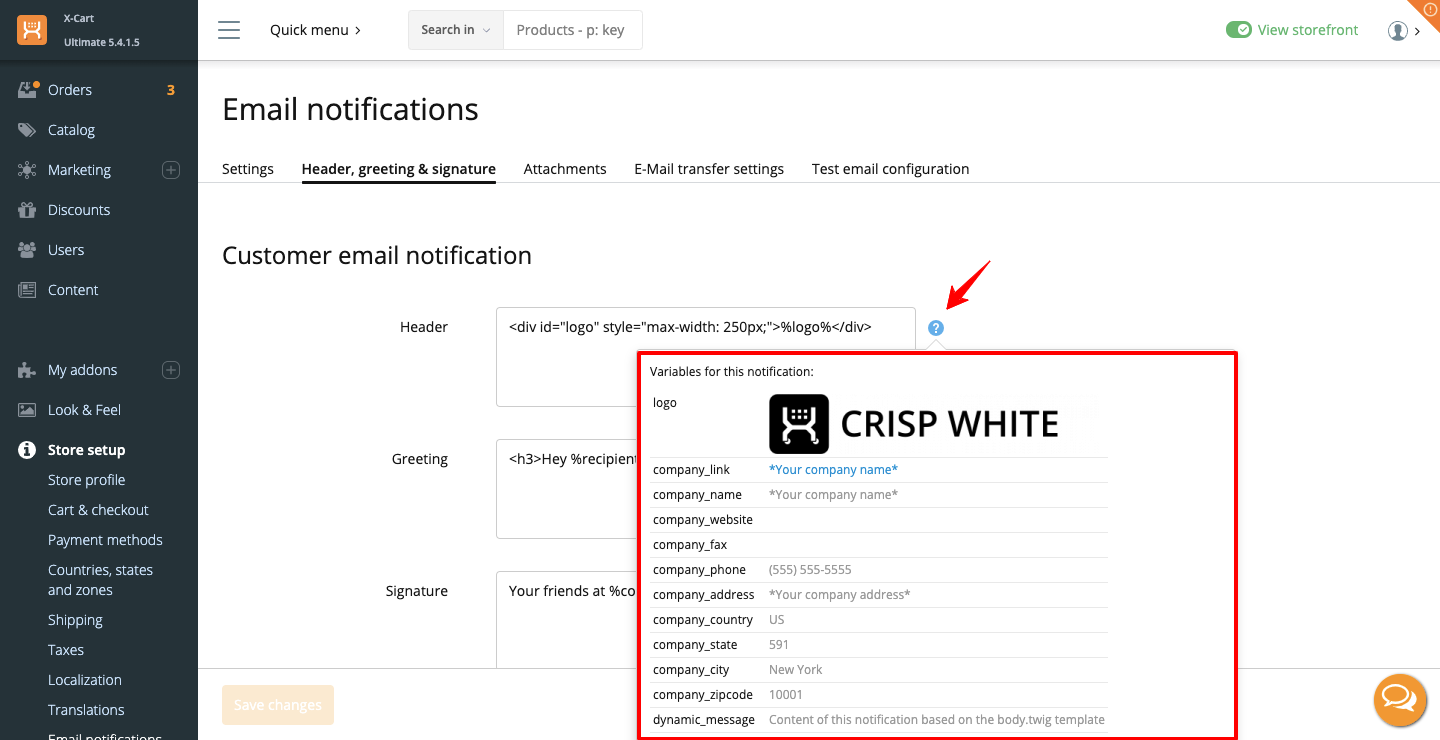 X-Cart
Ultimate 5.4.1.5
Quick menu
Search in
Products - p: key
View storefront
Orders 3
Catalog
Marketing
Discounts
Users
Content
My addons
Look & Feel
Store setup
Store profile
Cart & checkout
Payment methods
Countries, states
and zones
Shipping
Taxes
Localization
Translations
Email notifications
Email notifications
Settings
Header, greeting & signature
Attachments
E-Mail transfer settings
Test email configuration
Customer email notification
Header
<div id="logo" style="max-width: 250px;">%logo%</div>
?
Greeting
<h3>Hey %recipient
Signature
Your friends at %co
Variables for this notification:
logo
CRISP WHITE
company_link *Your company name*
company_name *Your company name*
company_website
company_fax
company_phone (555) 555-5555
company_address *Your company address*
company_country US
company_state 591
company_city New York
company_zipcode 10001
dynamic_message Content of this notification based on the body.twig template
Save changes